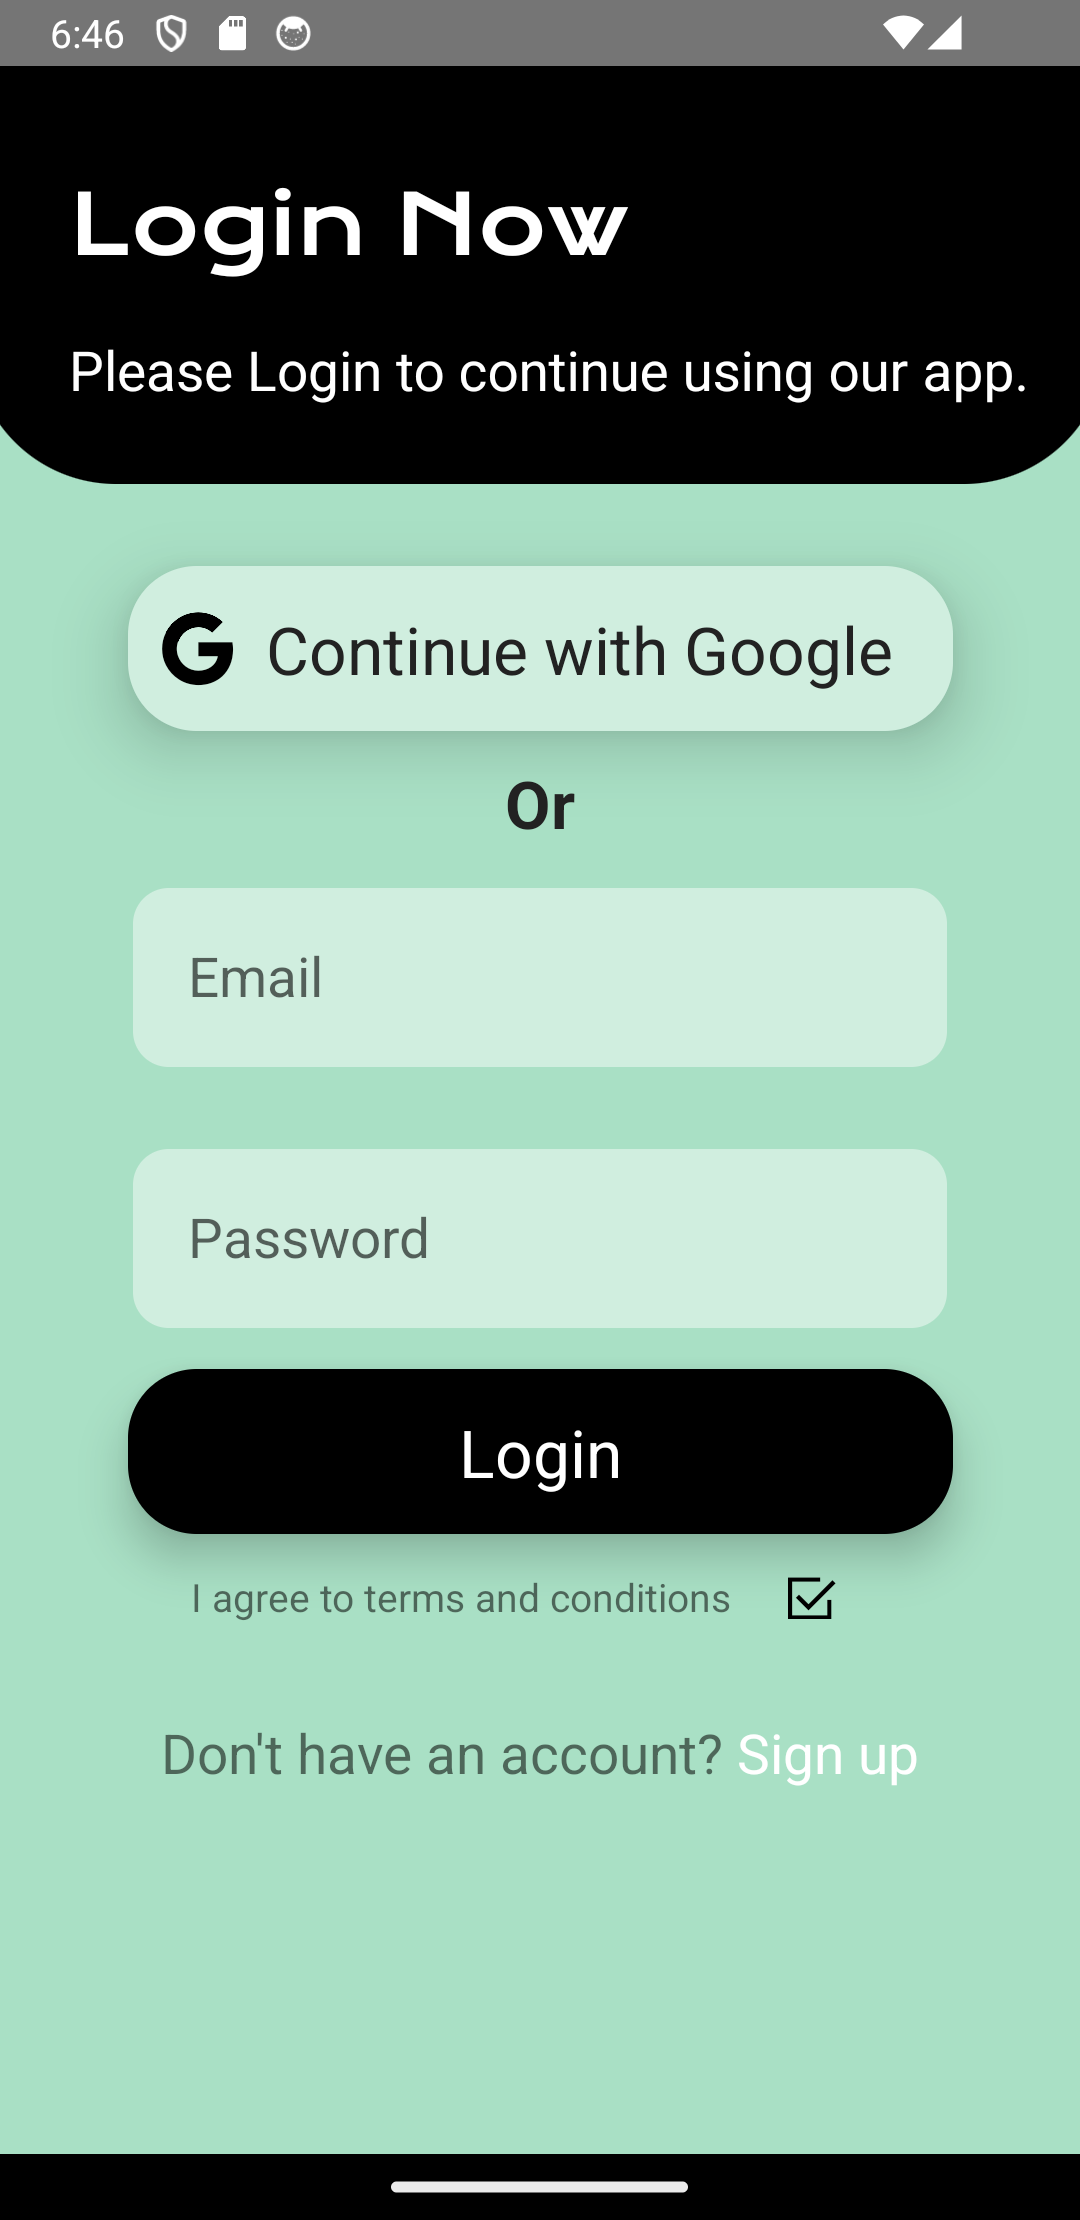 6:46
Login Now
Please Login to continue using our app.
Continue with Google
Or
Email
Password
Login
I agree to terms and conditions
Don't have an account? Sign up